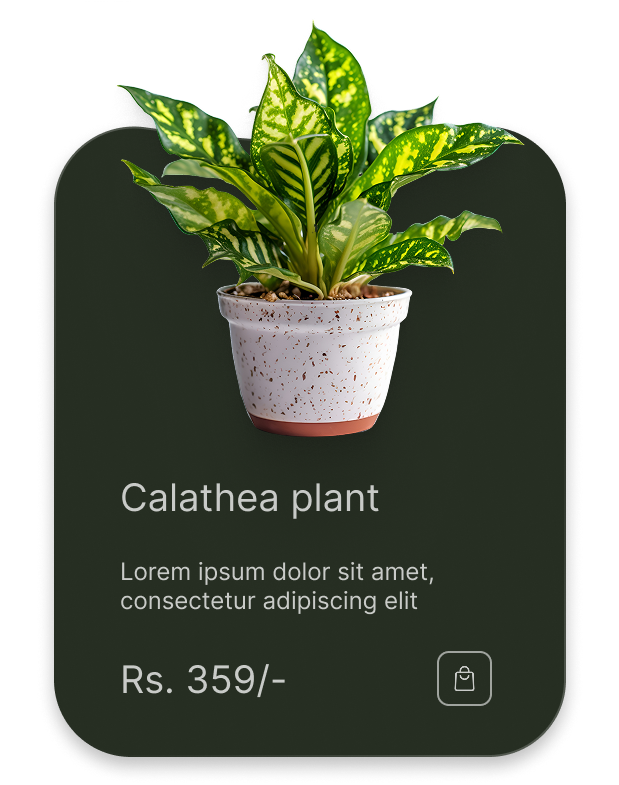 Calathea plant
Lorem ipsum dolor sit amet,
consectetur adipiscing elit
Rs. 359/-